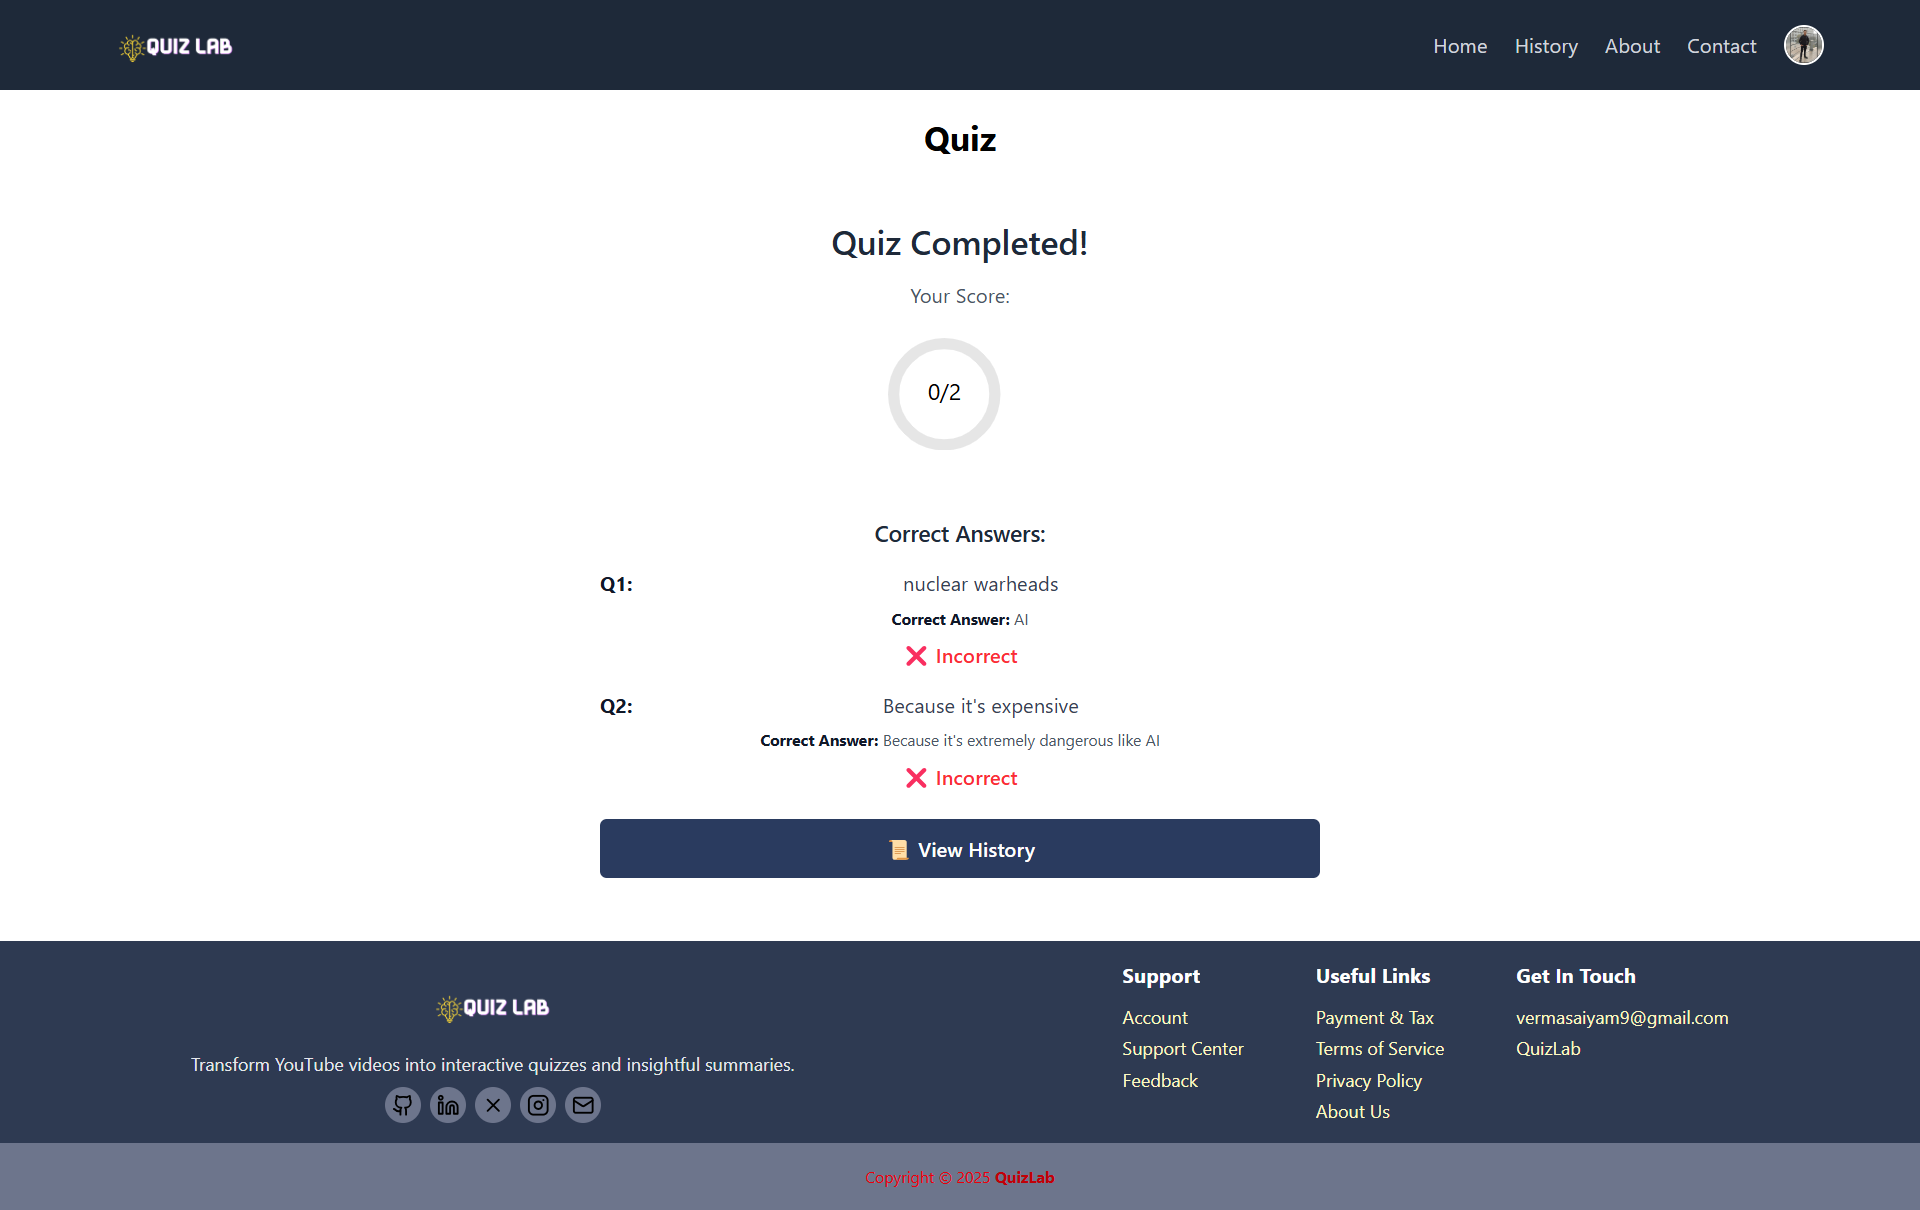 QUIZ LAB
Home History About Contact
Quiz
Quiz Completed!
Your Score:
0/2
Correct Answers:
Q1: nuclear warheads
Correct Answer: AI
❌ Incorrect
Q2: Because it's expensive
Correct Answer: Because it's extremely dangerous like AI
❌ Incorrect
📜 View History
QUIZ LAB
Transform YouTube videos into interactive quizzes and insightful summaries.
Support
Account
Support Center
Feedback
Useful Links
Payment & Tax
Terms of Service
Privacy Policy
About Us
Get In Touch
vermasaiyam9@gmail.com
QuizLab
Copyright © 2025 QuizLab